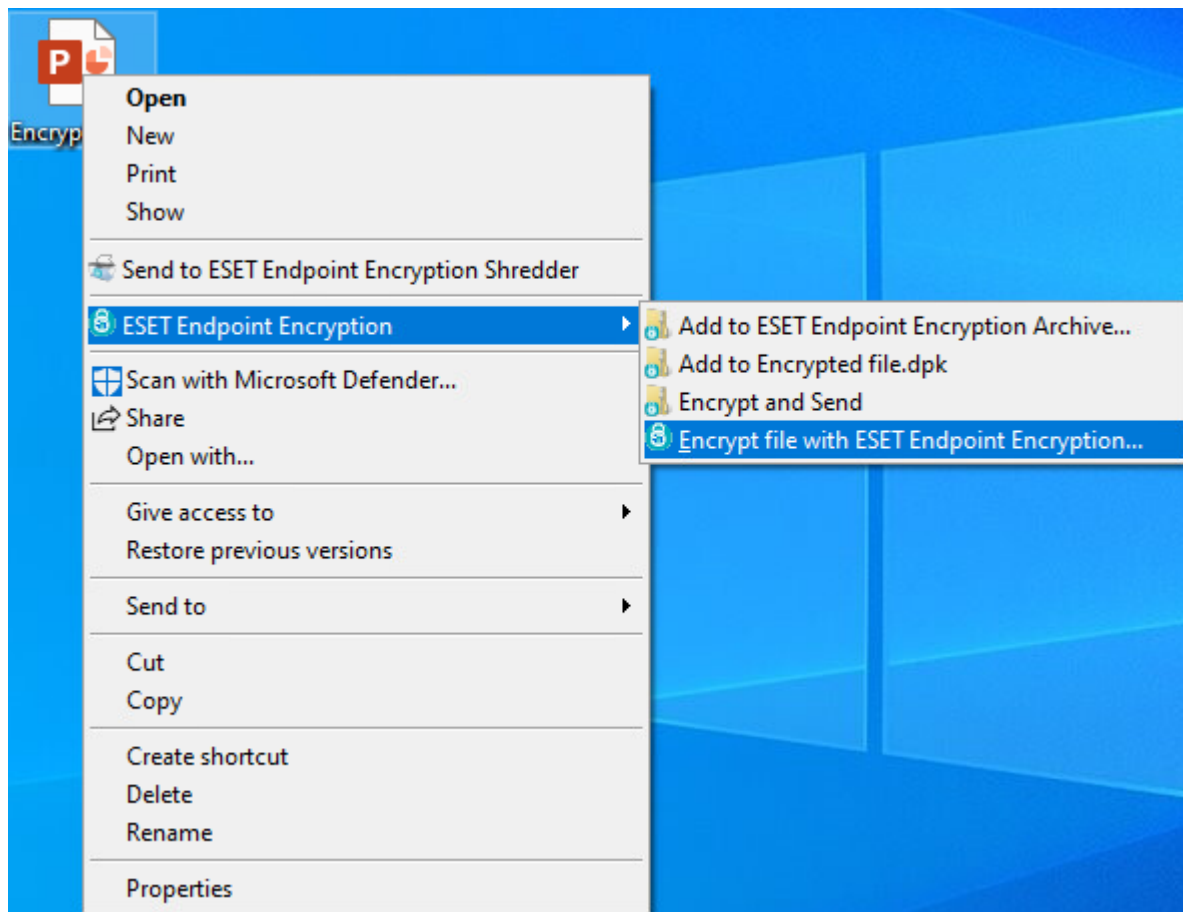 P
Encryp
Open
New
Print
Show
Send to ESET Endpoint Encryption Shredder
ESET Endpoint Encryption
Add to ESET Endpoint Encryption Archive...
Add to Encrypted file.dpk
Encrypt and Send
Encrypt file with ESET Endpoint Encryption...
Scan with Microsoft Defender...
Share
Open with...
Give access to
Restore previous versions
Send to
Cut
Copy
Create shortcut
Delete
Rename
Properties